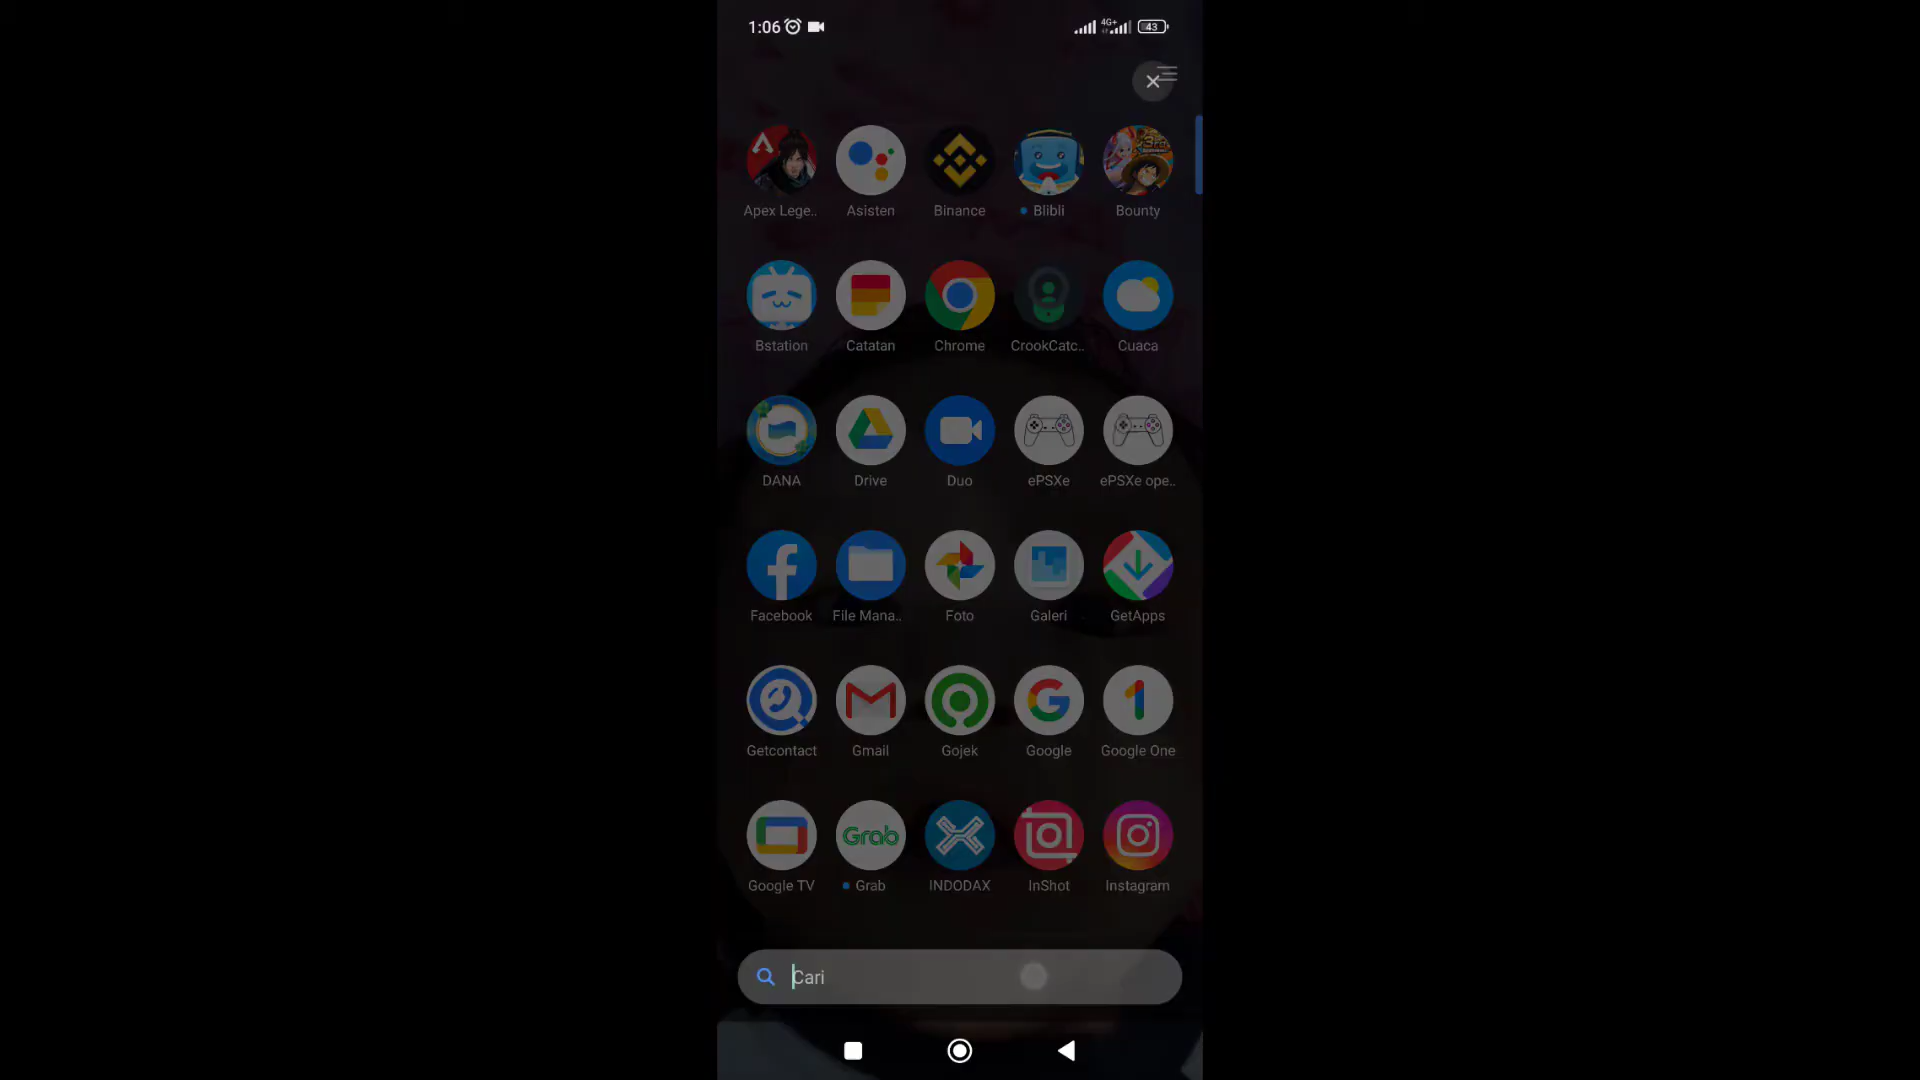 1:06 4G+ 43
Apex Lege.. Asisten Binance Blibli Bounty
Bstation Catatan Chrome CrookCatc.. Cuaca
DANA Drive Duo ePSXe ePSXe ope..
Facebook File Mana.. Foto Galeri GetApps
Getcontact Gmail Gojek Google Google One
Grab
Google TV Grab INDODAX InShot Instagram
Cari